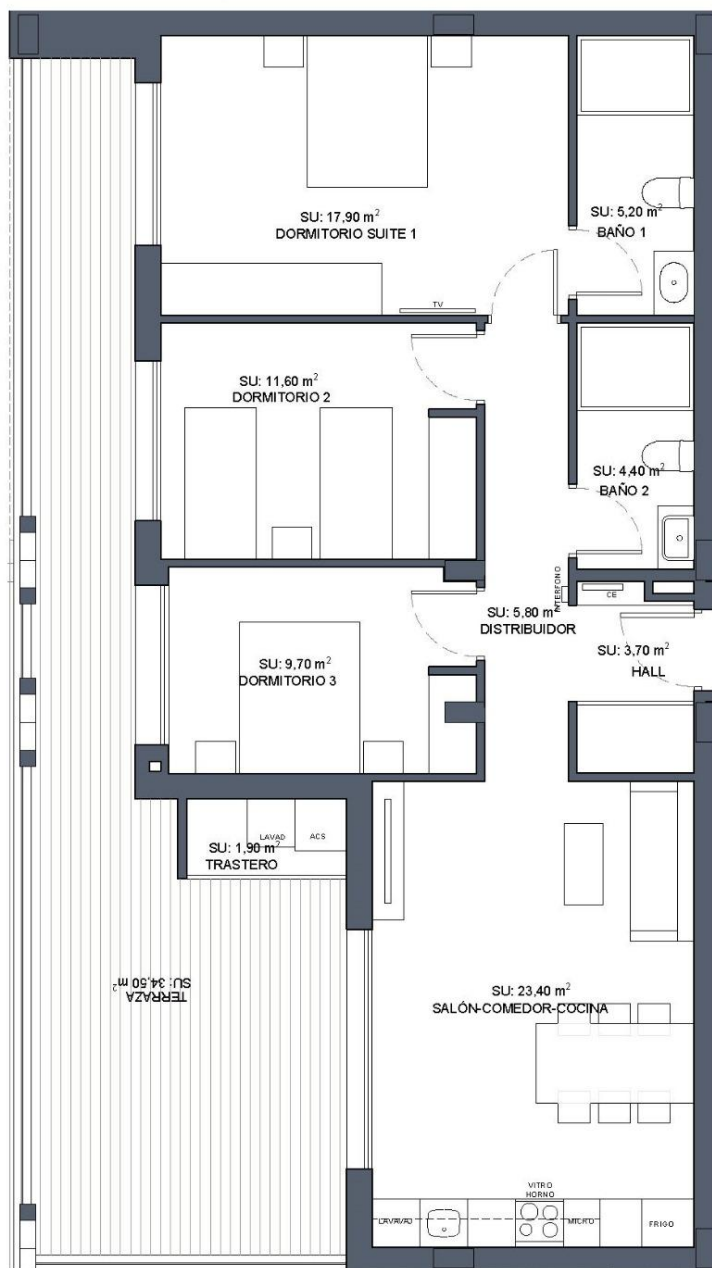 SU: 17,90 m²
DORMITORIO SUITE 1
TV
SU: 5,20 m²
BAÑO 1
SU: 11,60 m²
DORMITORIO 2
SU: 4,40 m²
BAÑO 2
INTERFONO
CE
SU: 5,80 m²
DISTRIBUIDOR
SU: 3,70 m²
HALL
SU: 9,70 m²
DORMITORIO 3
LAVAD
ACS
SU: 1,90 m²
TRASTERO
TERRAZA
SU: 34,50 m²
SU: 23,40 m²
SALÓN-COMEDOR-COCINA
VITRO
HORNO
LAVAVAJ
MICRO
FRIGO